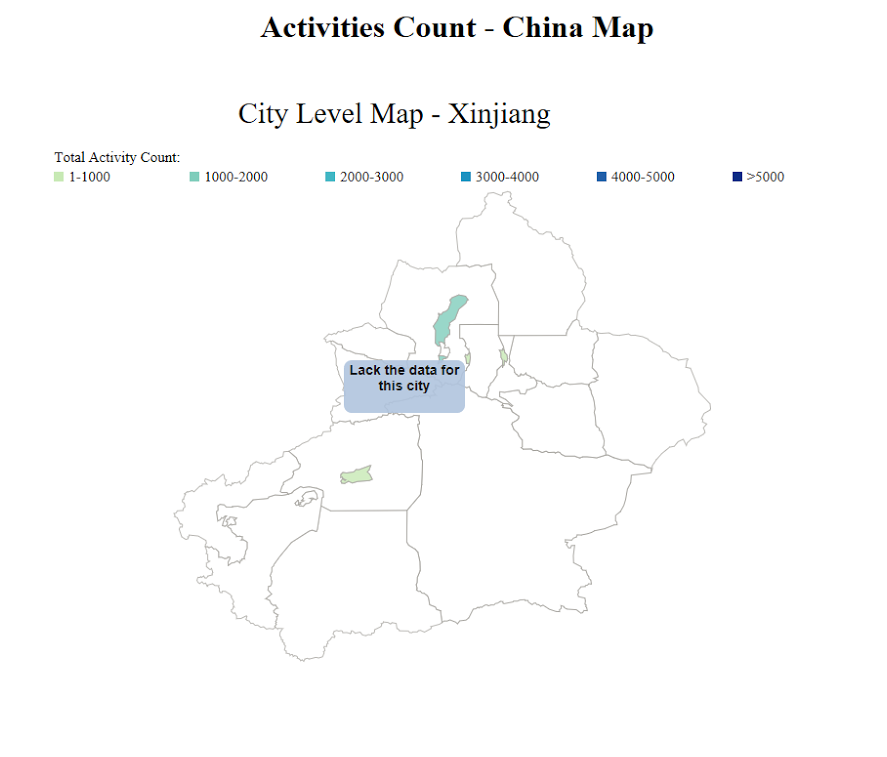 Activities Count - China Map
City Level Map - Xinjiang
Total Activity Count:
1-1000 1000-2000 2000-3000 3000-4000 4000-5000 >5000
Lack the data for
this city